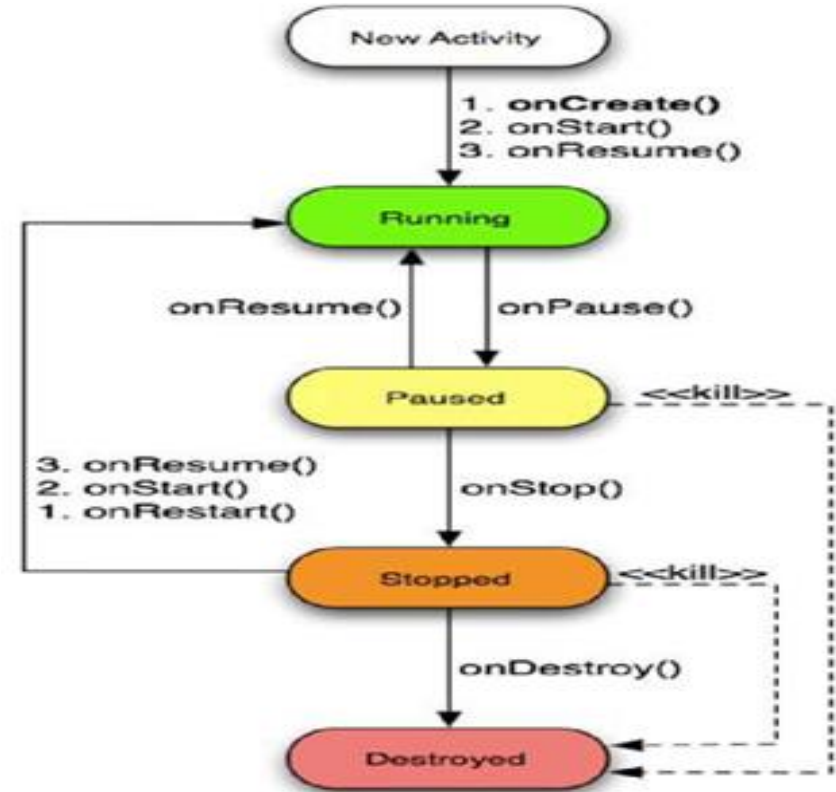 New Activity
1. onCreate()
2. onStart()
3. onResume()
Running
onResume()
onPause()
Paused
<<kill>>
3. onResume()
2. onStart()
1. onRestart()
onStop()
Stopped
<<kill>>
onDestroy()
Destroyed